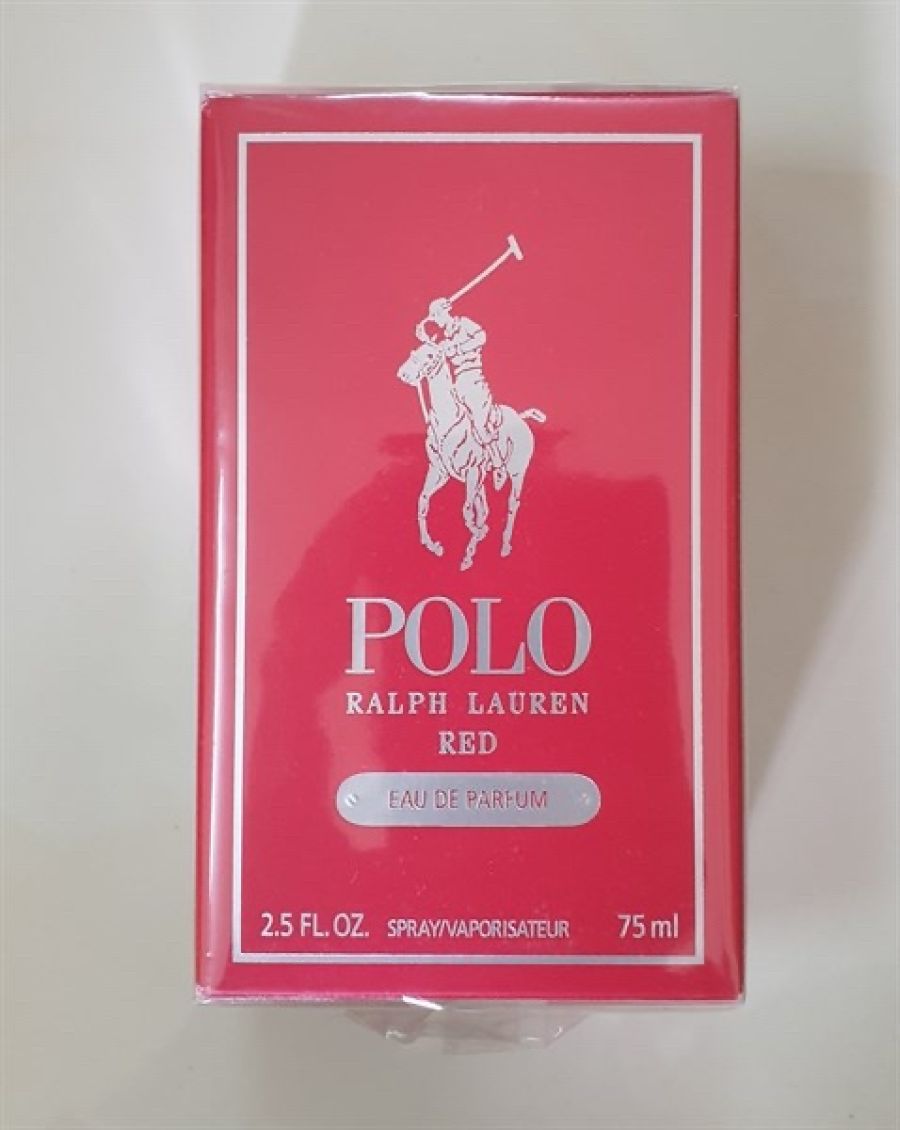 POLO
RALPH LAUREN
RED
EAU DE PARFUM
2.5 FL. OZ. SPRAY/VAPORISATEUR 75 ml